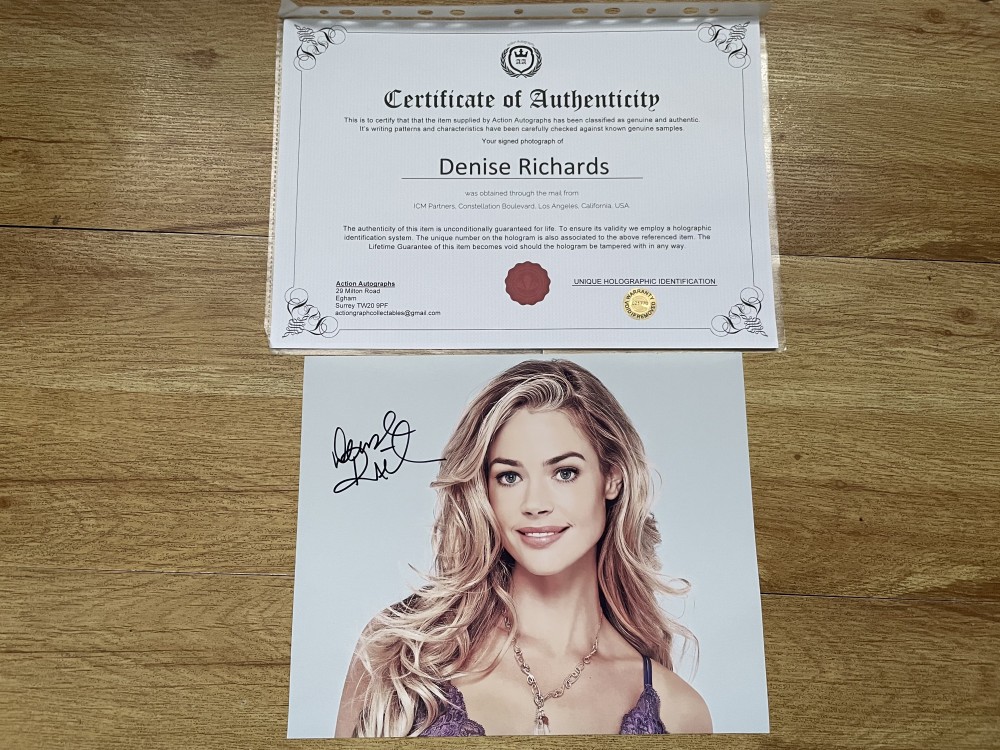 Certificate of Authenticity
This is to certify that that the item supplied by Action Autographs has been classified as genuine and authentic.
It's writing patterns and characteristics have been carefully checked against known genuine samples.
Your signed photograph of
Denise Richards
was obtained through the mail from
ICM Partners, Constellation Boulevard, Los Angeles, California, USA
The authenticity of this item is unconditionally guaranteed for life. To ensure its validity we employ a holographic
identification system. The unique number on the hologram is also associated to the above referenced item. The
Lifetime Guarantee of this item becomes void should the hologram be tampered with in any way
Action Autographs
29 Milton Road
Egham
Surrey TW20 9PF
actiongraphcollectables@gmail.com
UNIQUE HOLOGRAPHIC IDENTIFICATION
WARRANTY
VOID IF REMOVED